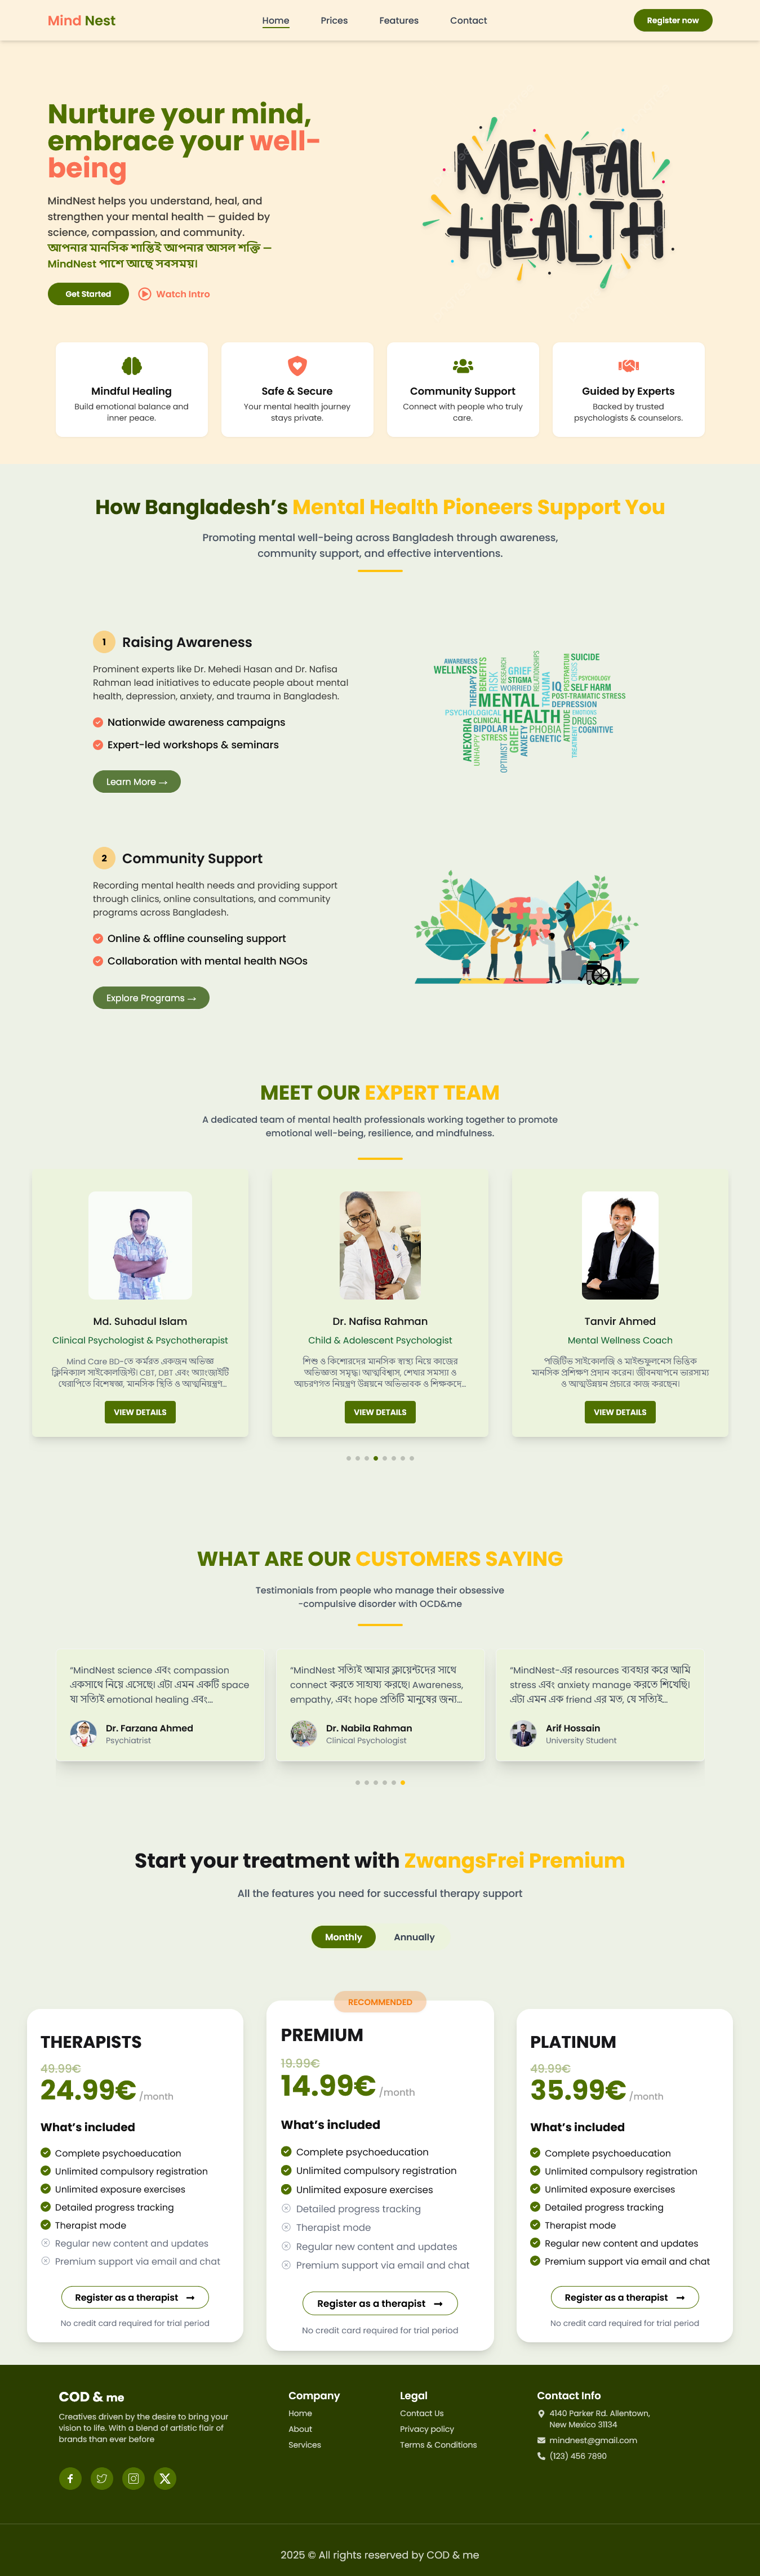 Mind Nest
Home Prices Features Contact
Register now
Nurture your mind,
embrace your well-
being
MindNest helps you understand, heal, and
strengthen your mental health — guided by
science, compassion, and community.
আপনার মানসিক শান্তিই আপনার আসল শক্তি —
MindNest পাশে আছে সবসময়।
Get Started
Watch Intro
MENTAL
HEALTH
Mindful Healing
Build emotional balance and
inner peace.
Safe & Secure
Your mental health journey
stays private.
Community Support
Connect with people who truly
care.
Guided by Experts
Backed by trusted
psychologists & counselors.
How Bangladesh's Mental Health Pioneers Support You
Promoting mental well-being across Bangladesh through awareness,
community support, and effective interventions.
1 Raising Awareness
Prominent experts like Dr. Mehedi Hasan and Dr. Nafisa
Rahman lead initiatives to educate people about mental
health, depression, anxiety, and trauma in Bangladesh.
Nationwide awareness campaigns
Expert-led workshops & seminars
Learn More →
AWARENESS
WELLNESS
THERAPY
BENEFITS
RISK
RESEARCH
GRIEF
STIGMA
WORRIED
RELATIONSHIPS
TRAUMA
IQ
POSTPARTUM
SUICIDE
CRISIS
PSYCHOLOGY
SELF HARM
POST-TRAMATIC STRESS
DEPRESSION
MENTAL
HEALTH
PSYCHOLOGICAL
CLINICAL
BIPOLAR
STRESS
ANEXORIA
UNHAPPY
OPTIMIST
GRIEF
ANXIETY
PHOBIA
GENETIC
ATTITUDE
EMOTIONS
DRUGS
COGNITIVE
TREATMENT
2 Community Support
Recording mental health needs and providing support
through clinics, online consultations, and community
programs across Bangladesh.
Online & offline counseling support
Collaboration with mental health NGOs
Explore Programs →
MEET OUR EXPERT TEAM
A dedicated team of mental health professionals working together to promote
emotional well-being, resilience, and mindfulness.
Md. Suhadul Islam
Clinical Psychologist & Psychotherapist
Mind Care BD-তে কর্মরত একজন অভিজ্ঞ
ক্লিনিক্যাল সাইকোলজিস্ট। CBT, DBT এবং অ্যাংজাইটি
থেরাপিতে বিশেষজ্ঞ, মানসিক স্থিতি ও আত্মনিয়ন্ত্রণ...
VIEW DETAILS
Dr. Nafisa Rahman
Child & Adolescent Psychologist
শিশু ও কিশোরদের মানসিক স্বাস্থ্য নিয়ে কাজের
অভিজ্ঞতা সমৃদ্ধ। আত্মবিশ্বাস, শেখার সমস্যা ও
আচরণগত নিয়ন্ত্রণ উন্নয়নে অভিভাবক ও শিক্ষকদে...
VIEW DETAILS
Tanvir Ahmed
Mental Wellness Coach
পজিটিভ সাইকোলজি ও মাইন্ডফুলনেস ভিত্তিক
মানসিক প্রশিক্ষণ প্রদান করেন। জীবনযাপনে ভারসাম্য
ও আত্মউন্নয়ন প্রচারে কাজ করছেন।
VIEW DETAILS
WHAT ARE OUR CUSTOMERS SAYING
Testimonials from people who manage their obsessive
-compulsive disorder with OCD&me
"MindNest science এবং compassion
একসাথে নিয়ে এসেছে। এটা এমন একটি space
যা সত্যিই emotional healing এবং...
Dr. Farzana Ahmed
Psychiatrist
"MindNest সত্যিই আমার ক্লায়েন্টদের সাথে
connect করতে সাহায্য করছে। Awareness,
empathy, এবং hope প্রতিটি মানুষের জন্য...
Dr. Nabila Rahman
Clinical Psychologist
"MindNest-এর resources ব্যবহার করে আমি
stress এবং anxiety manage করতে শিখেছি।
এটা এমন এক friend এর মত, যে সত্যিই...
Arif Hossain
University Student
Start your treatment with ZwangsFrei Premium
All the features you need for successful therapy support
Monthly Annually
THERAPISTS
49.99€
24.99€ /month
What's included
Complete psychoeducation
Unlimited compulsory registration
Unlimited exposure exercises
Detailed progress tracking
Therapist mode
Regular new content and updates
Premium support via email and chat
Register as a therapist →
No credit card required for trial period
RECOMMENDED
PREMIUM
19.99€
14.99€ /month
What's included
Complete psychoeducation
Unlimited compulsory registration
Unlimited exposure exercises
Detailed progress tracking
Therapist mode
Regular new content and updates
Premium support via email and chat
Register as a therapist →
No credit card required for trial period
PLATINUM
49.99€
35.99€ /month
What's included
Complete psychoeducation
Unlimited compulsory registration
Unlimited exposure exercises
Detailed progress tracking
Therapist mode
Regular new content and updates
Premium support via email and chat
Register as a therapist →
No credit card required for trial period
COD & me
Creatives driven by the desire to bring your
vision to life. With a blend of artistic flair of
brands than ever before
Company
Home
About
Services
Legal
Contact Us
Privacy policy
Terms & Conditions
Contact Info
4140 Parker Rd. Allentown,
New Mexico 31134
mindnest@gmail.com
(123) 456 7890
2025 © All rights reserved by COD & me